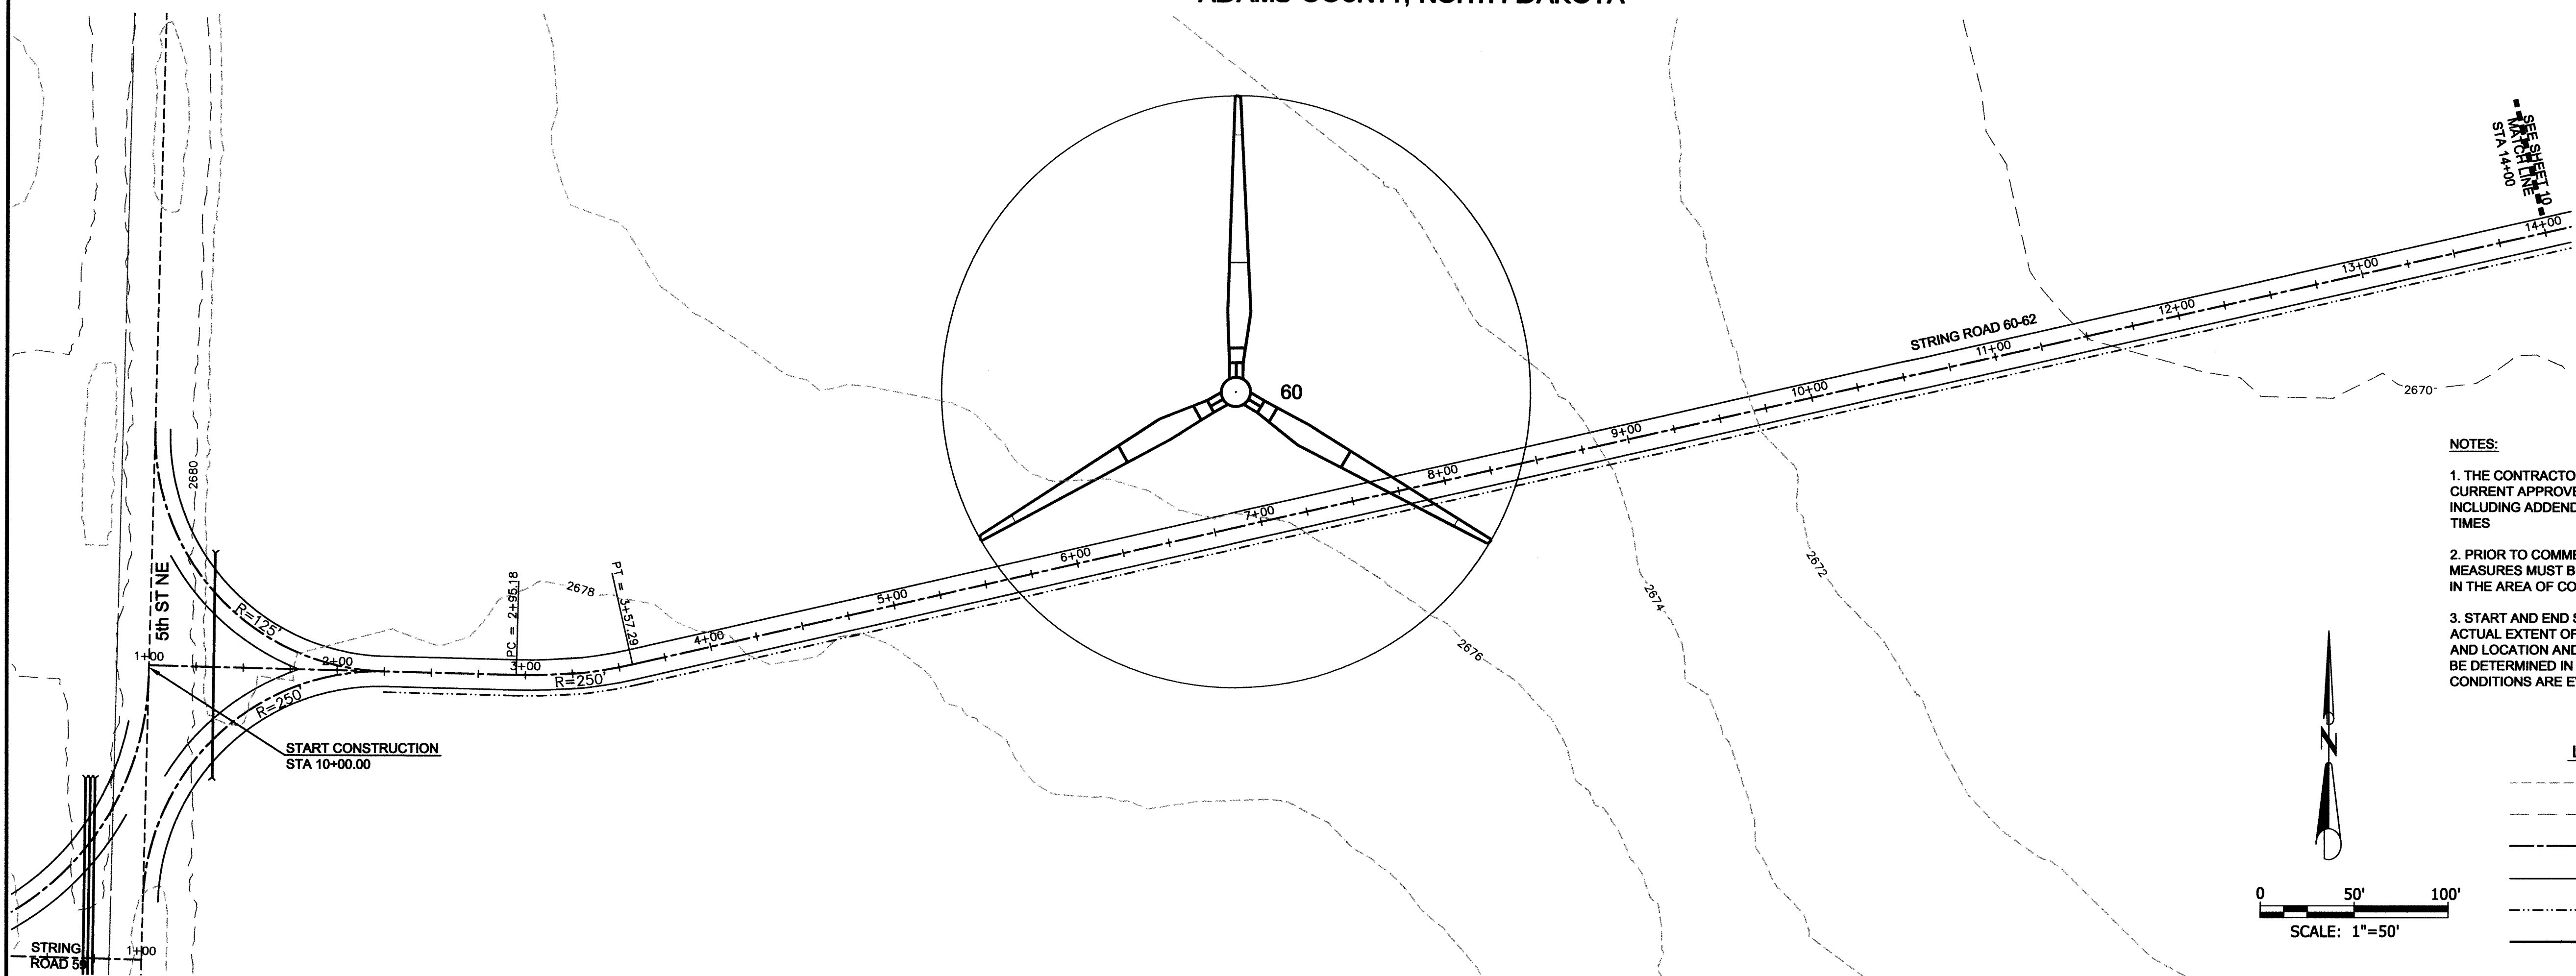 ADAMS COUNTY, NORTH DAKOTA
SEE SHEET 10
MATCH LINE
STA 14+00
14+00
13+00
12+00
STRING ROAD 60-62
11+00
10+00
9+00
8+00
7+00
6+00
5+00
4+00
3+00
2+00
1+00
60
2670
2672
2674
2676
2678
2680
5th ST NE
R=125'
R=250'
R=250'
PC = 2+95.18
PT = 3+57.29
START CONSTRUCTION
STA 10+00.00
STRING
ROAD 59
1+00
NOTES:
1. THE CONTRACTO
CURRENT APPROVE
INCLUDING ADDEND
TIMES
2. PRIOR TO COMME
MEASURES MUST B
IN THE AREA OF CO
3. START AND END S
ACTUAL EXTENT OF
AND LOCATION AND
BE DETERMINED IN
CONDITIONS ARE E
N
0 50' 100'
SCALE: 1"=50'